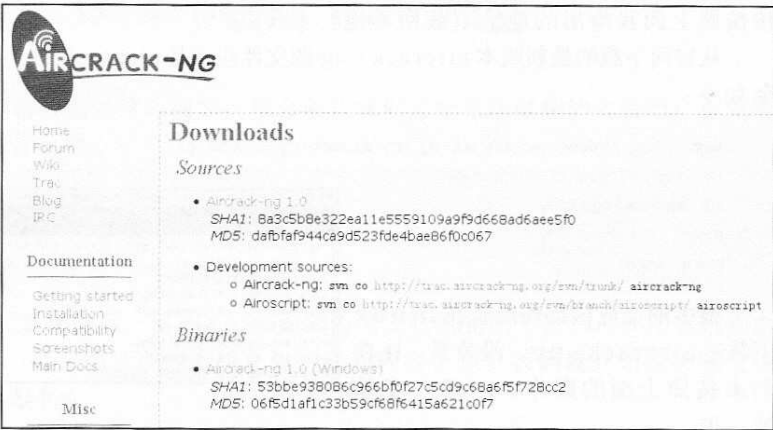 AIRCRACK-NG
Home
Forum
Wiki
Trac
Blog
IRC
Documentation
Getting started
Installation
Compatibility
Screenshots
Main Docs
Misc
Downloads
Sources
• Aircrack-ng 1.0
SHA1: 8a3c5b8e322ea11e5559109a9f9d668ad6aee5f0
MD5: dafbfaf944ca9d523fde4bae86f0c067
• Development sources:
o Aircrack-ng: svn co http://trac.aircrack-ng.org/svn/trunk/ aircrack-ng
o Airoscript: svn co http://trac.aircrack-ng.org/svn/branch/airoscript/ airoscript
Binaries
• Aircrack-ng 1.0 (Windows)
SHA1: 53bbe938086c966bf0f27c5cd9c68a6f5f728cc2
MD5: 06f5d1af1c33b59cf68f6415a621c0f7